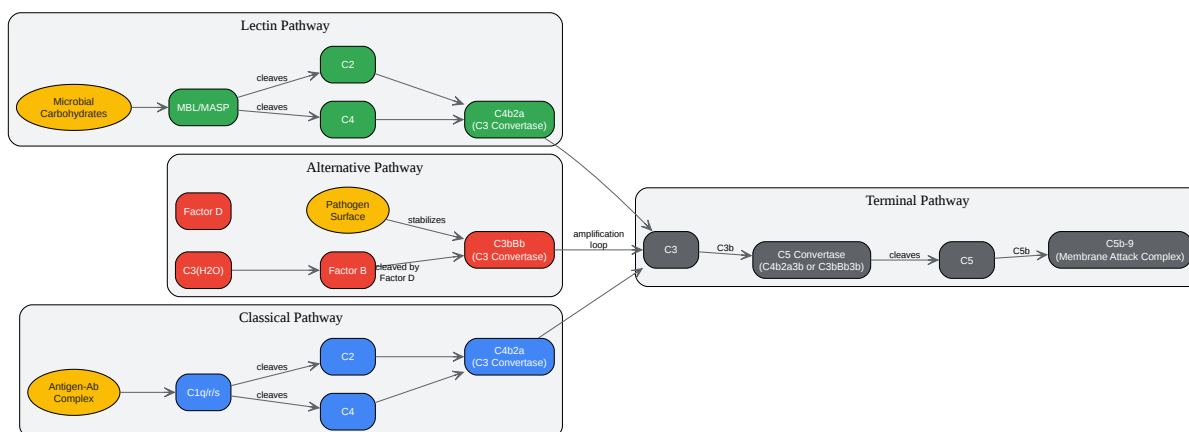 Lectin Pathway
Microbial
Carbohydrates
MBL/MASP
cleaves
cleaves
C2
C4
C4b2a
(C3 Convertase)
Alternative Pathway
Factor D
Pathogen
Surface
stabilizes
C3(H2O)
Factor B
cleaved by
Factor D
C3bBb
(C3 Convertase)
amplification
loop
Classical Pathway
Antigen-Ab
Complex
C1q/r/s
cleaves
cleaves
C2
C4
C4b2a
(C3 Convertase)
Terminal Pathway
C3
C3b
C5 Convertase
(C4b2a3b or C3bBb3b)
cleaves
C5
C5b
C5b-9
(Membrane Attack Complex)